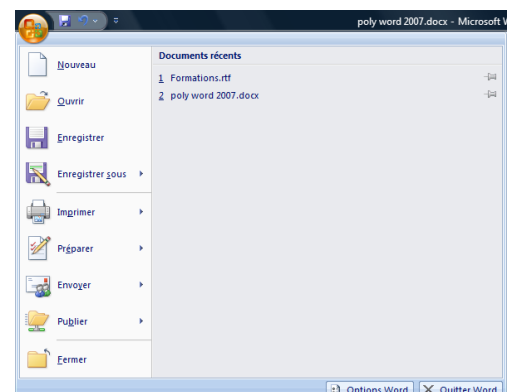 poly word 2007.docx - Microsoft
Nouveau
Ouvrir
Enregistrer
Enregistrer sous
Imprimer
Préparer
Envoyer
Publier
Fermer
Documents récents
1 Formations.rtf
2 poly word 2007.docx
Options Word
Quitter Word